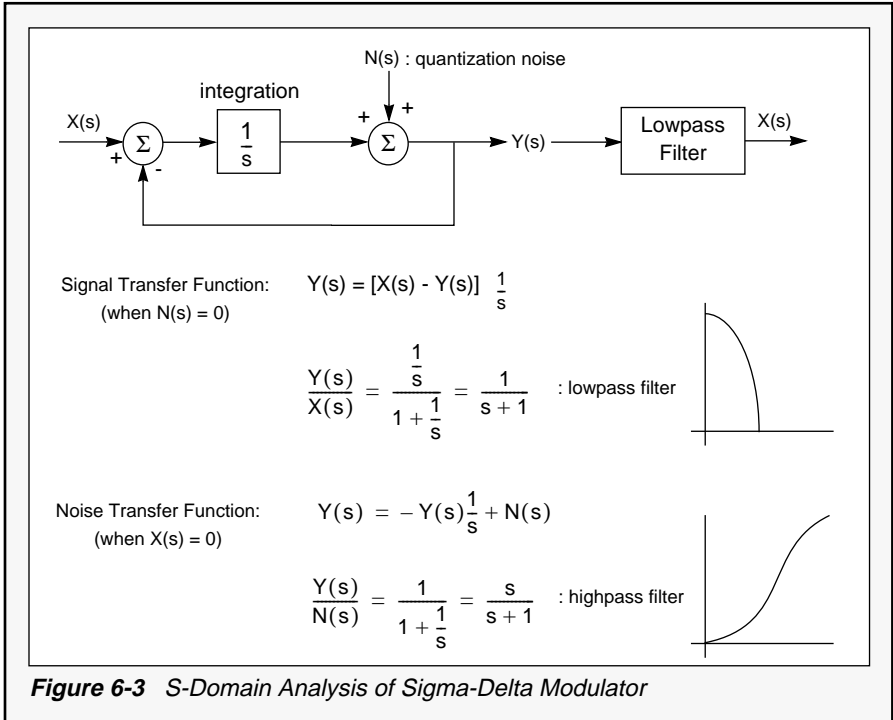 N(s) : quantization noise
integration
X(s)
+
Σ
-
1
s
+
+
Σ
Y(s)
Lowpass
Filter
X(s)
Signal Transfer Function:
(when N(s) = 0)
Y(s) = [X(s) - Y(s)] 1/s
Y(s)/X(s) = (1/s)/(1 + 1/s) = 1/(s + 1) : lowpass filter
Noise Transfer Function:
(when X(s) = 0)
Y(s) = – Y(s) 1/s + N(s)
Y(s)/N(s) = 1/(1 + 1/s) = s/(s + 1) : highpass filter
Figure 6-3 S-Domain Analysis of Sigma-Delta Modulator